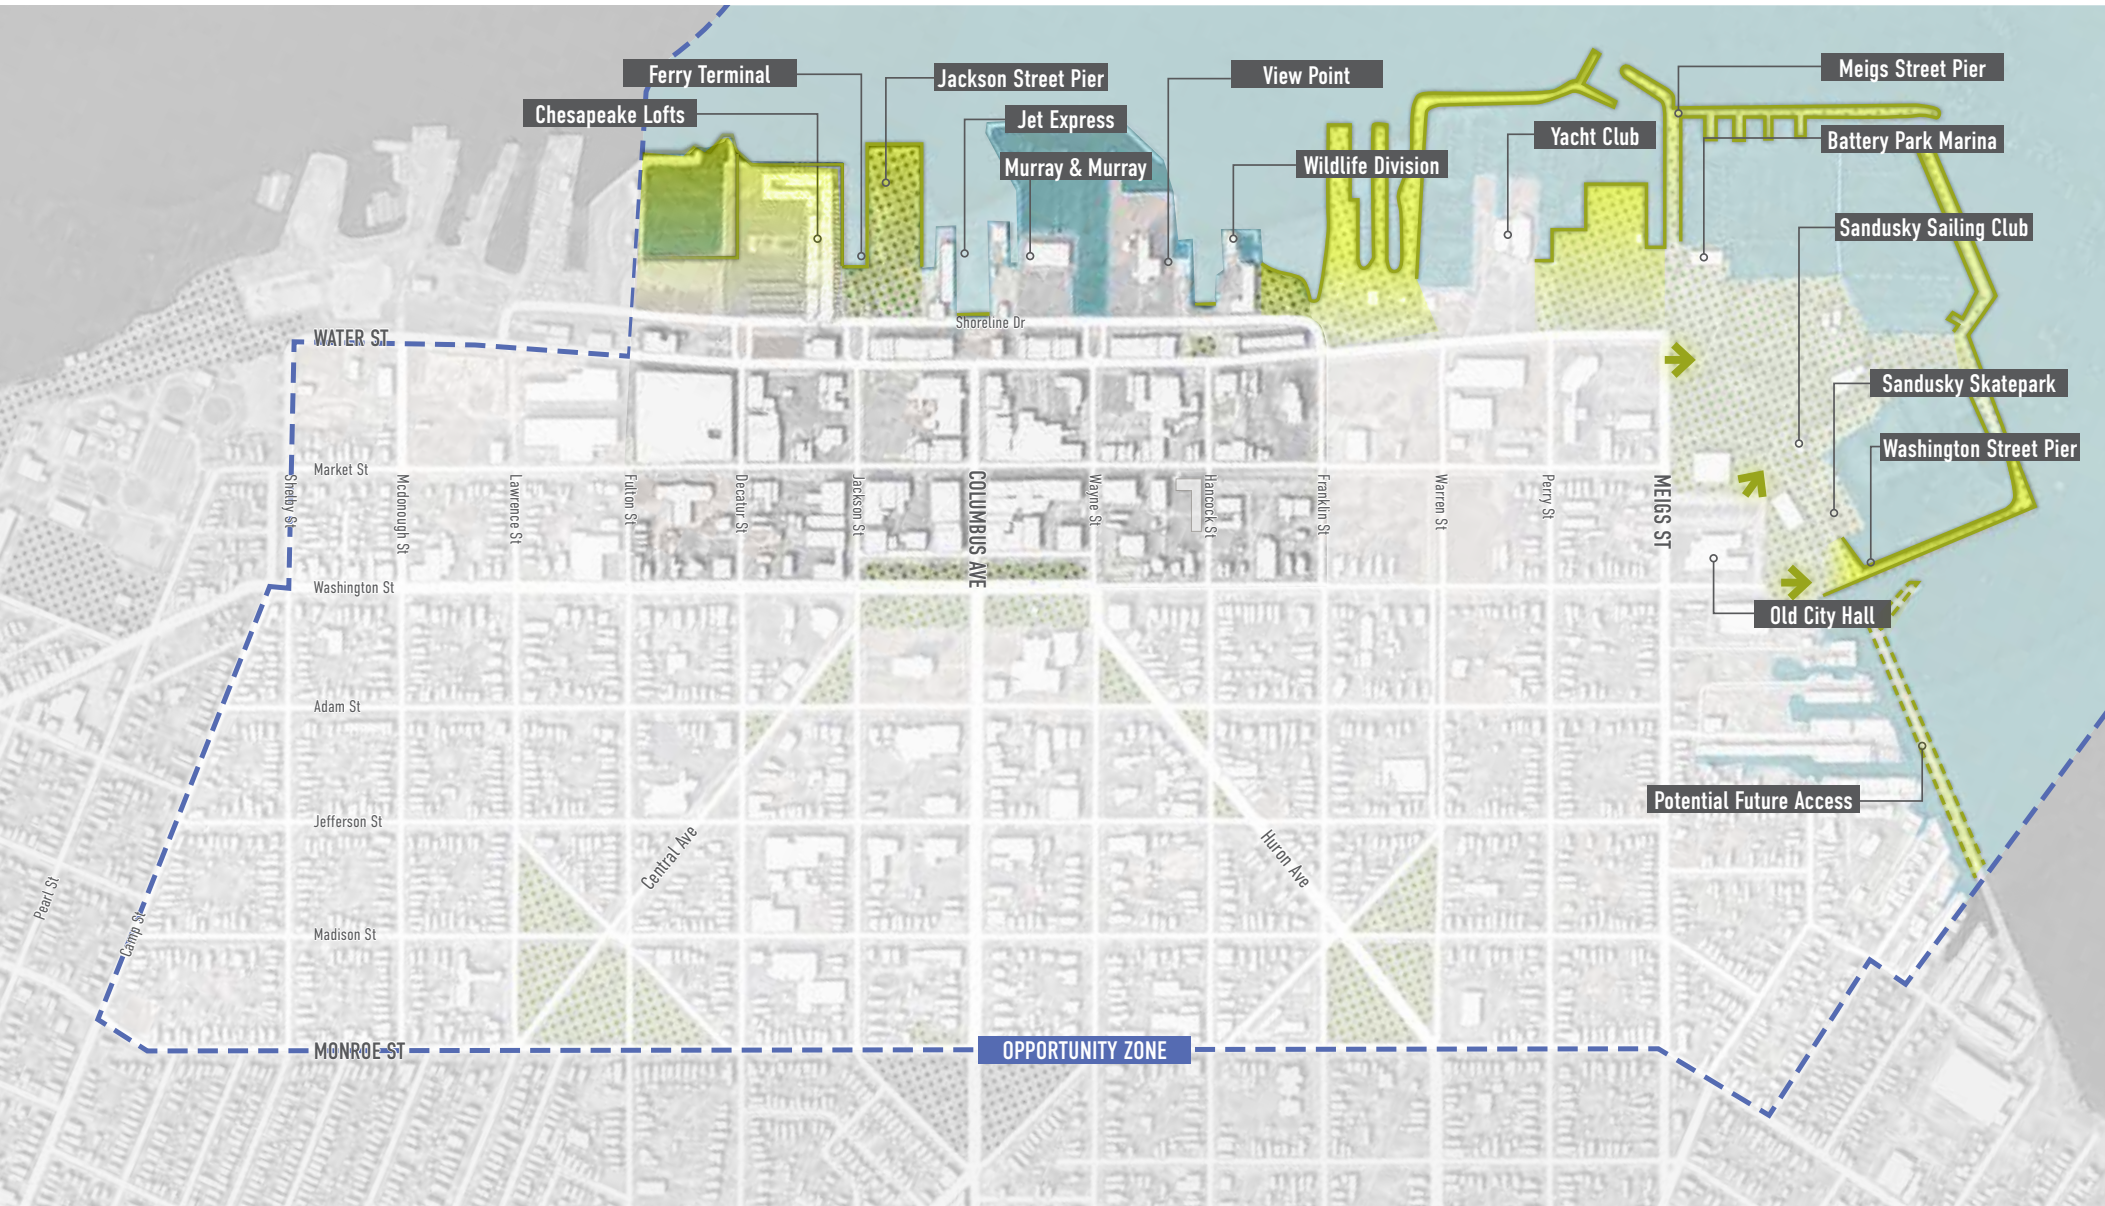 Ferry Terminal
Jackson Street Pier
View Point
Meigs Street Pier
Chesapeake Lofts
Jet Express
Yacht Club
Battery Park Marina
Murray & Murray
Wildlife Division
Sandusky Sailing Club
Shoreline Dr
WATER ST
Sandusky Skatepark
Washington Street Pier
Market St
Shelby St
Mcdonough St
Lawrence St
Fulton St
Decatur St
Jackson St
COLUMBUS AVE
Wayne St
Hancock St
Franklin St
Warren St
Perry St
MEIGS ST
Washington St
Old City Hall
Adam St
Potential Future Access
Jefferson St
Central Ave
Huron Ave
Pearl St
Camp St
Madison St
MONROE ST
OPPORTUNITY ZONE